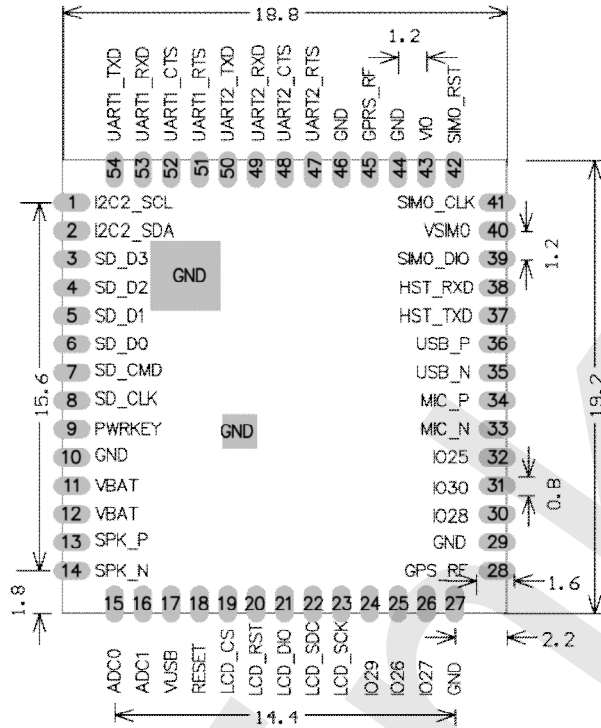 18.8
1.2
UART1_TXD
UART1_RXD
UART1_CTS
UART1_RTS
UART2_TXD
UART2_RXD
UART2_CTS
UART2_RTS
GND
GPRS_RF
GND
VIO
SIM0_RST
54 53 52 51 50 49 48 47 46 45 44 43 42
1 I2C2_SCL SIM0_CLK 41
2 I2C2_SDA VSIM0 40
3 SD_D3 SIM0_DIO 39
1.2
GND
4 SD_D2 HST_RXD 38
5 SD_D1 HST_TXD 37
6 SD_D0 USB_P 36
7 SD_CMD USB_N 35
15.6
19.2
8 SD_CLK MIC_P 34
9 PWRKEY GND MIC_N 33
10 GND IO25 32
11 VBAT IO30 31
0.8
12 VBAT IO28 30
13 SPK_P GND 29
14 SPK_N GPS_RF 28
1.8
1.6
15 16 17 18 19 20 21 22 23 24 25 26 27
2.2
ADC0
ADC1
VUSB
RESET
LCD_CS
LCD_RST
LCD_DIO
LCD_SDC
LCD_SCK
IO29
IO26
IO27
GND
14.4